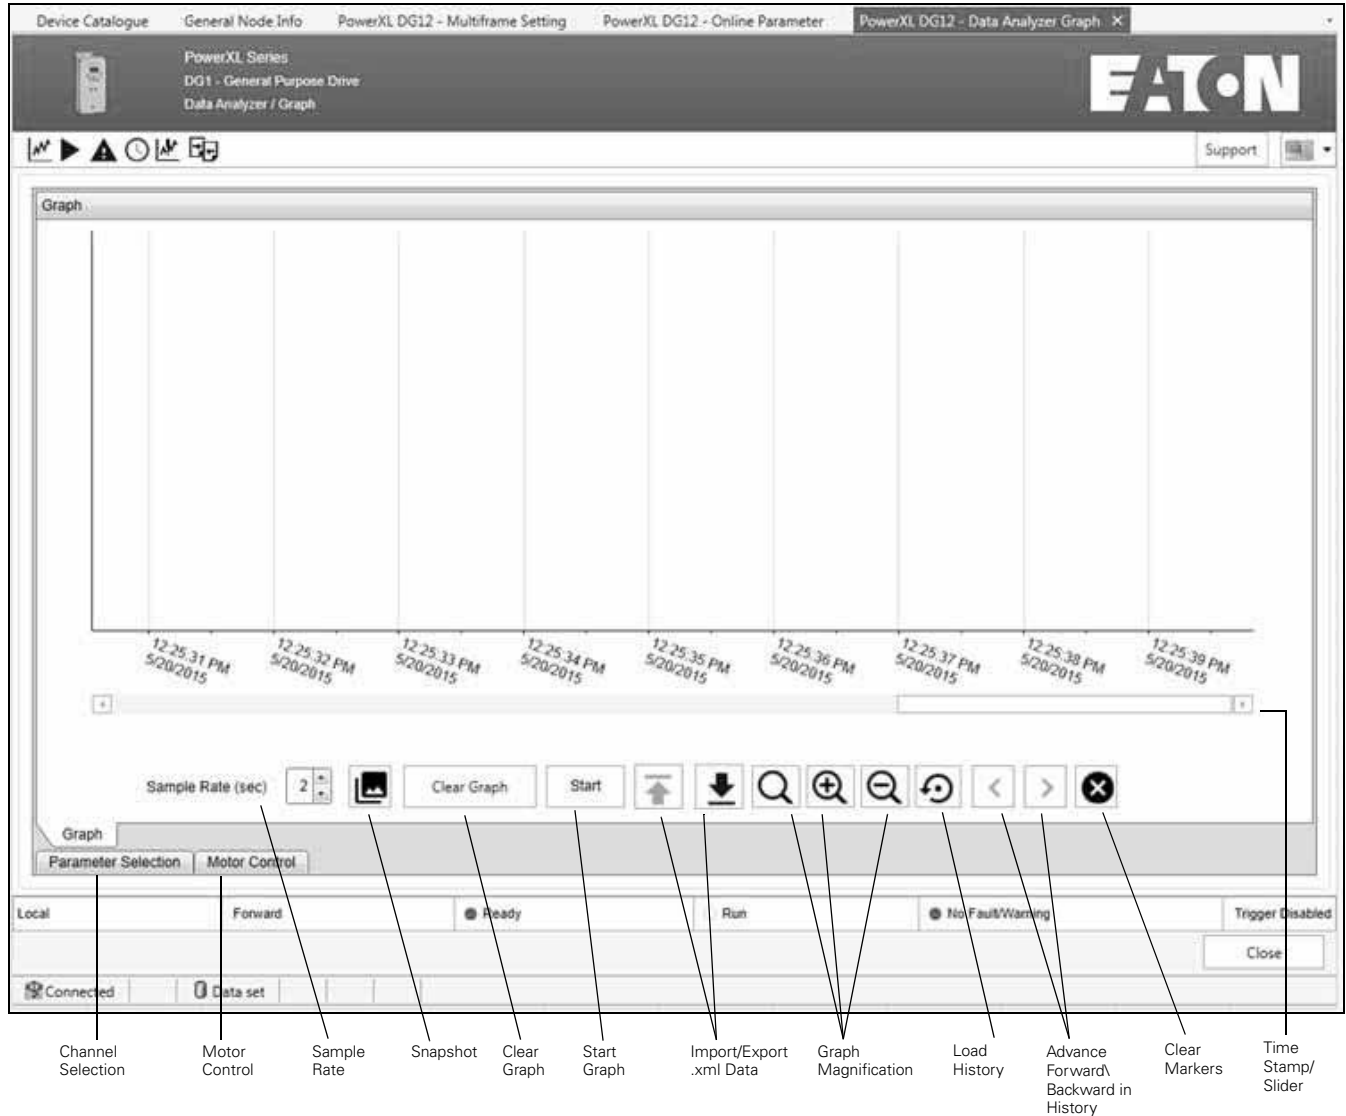 Device Catalogue General Node Info PowerXL DG12 - Multiframe Setting PowerXL DG12 - Online Parameter PowerXL DG12 - Data Analyzer Graph ×
PowerXL Series
DG1 - General Purpose Drive
Data Analyzer / Graph
EATON
Support
Graph
12:25:31 PM
5/20/2015
12:25:32 PM
5/20/2015
12:25:33 PM
5/20/2015
12:25:34 PM
5/20/2015
12:25:35 PM
5/20/2015
12:25:36 PM
5/20/2015
12:25:37 PM
5/20/2015
12:25:38 PM
5/20/2015
12:25:39 PM
5/20/2015
Sample Rate (sec) 2 Clear Graph Start
Graph
Parameter Selection Motor Control
Local Forward Ready Run No Fault/Warning Trigger Disabled
Close
Connected Data set
Channel
Selection
Motor
Control
Sample
Rate
Snapshot
Clear
Graph
Start
Graph
Import/Export
.xml Data
Graph
Magnification
Load
History
Advance
Forward\
Backward in
History
Clear
Markers
Time
Stamp/
Slider